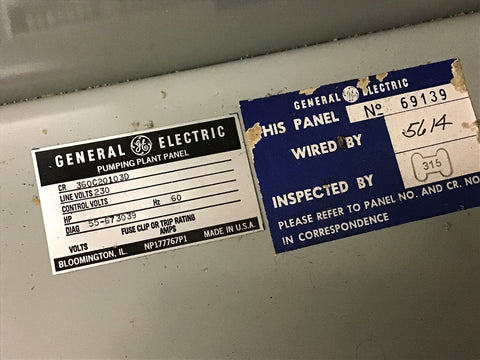 GENERAL GE ELECTRIC
PUMPING PLANT PANEL
CR 360C20103D
LINE VOLTS 230
CONTROL VOLTS Hz 60
HP
DIAG 55-673039
FUSE CLIP OR TRIP RATING
VOLTS AMPS
BLOOMINGTON, IL. NP177767P1 MADE IN U.S.A.
GENERAL GE ELECTRIC
HIS PANEL No 69139
WIRED BY 5614
INSPECTED BY 315
PLEASE REFER TO PANEL NO. AND CR. NO
IN CORRESPONDENCE